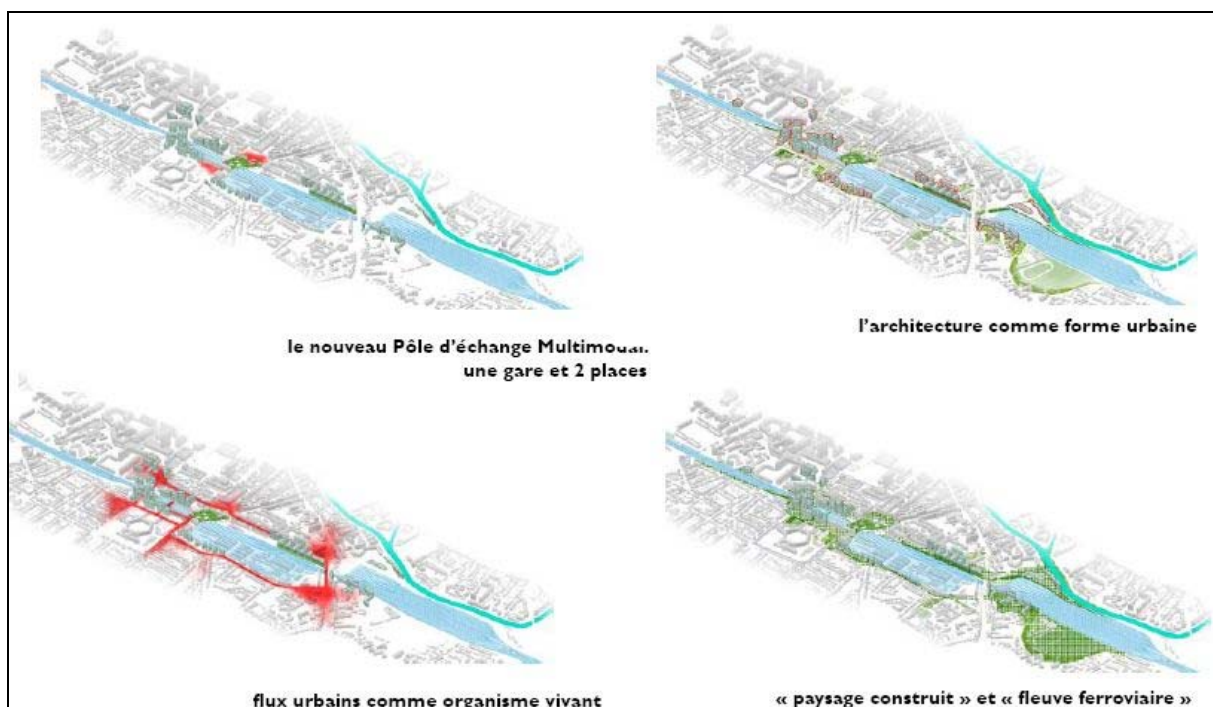 le nouveau Pôle d'échange
une gare et 2 places
l'architecture comme forme urbaine
flux urbains comme organisme vivant
« paysage construit » et « fleuve ferroviaire »